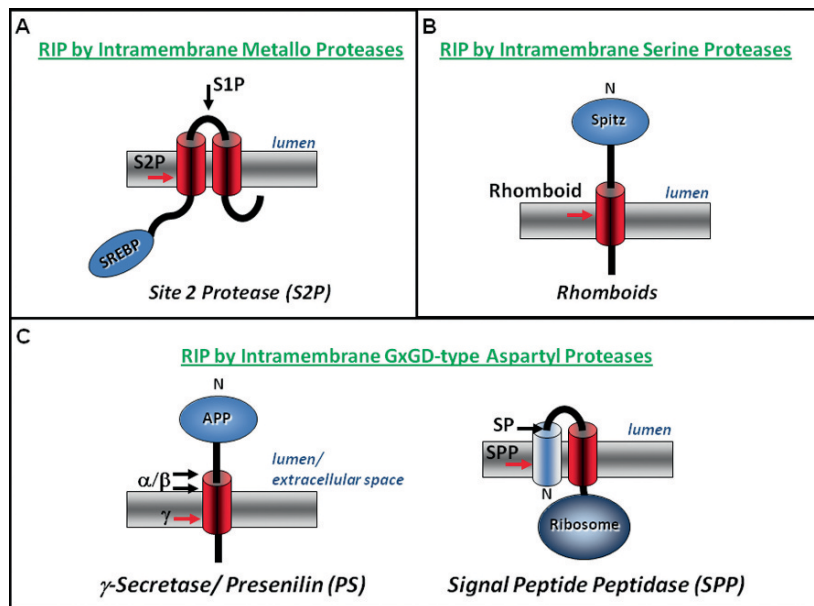 A
RIP by Intramembrane Metallo Proteases
S1P
lumen
S2P
SREBP
Site 2 Protease (S2P)
B
RIP by Intramembrane Serine Proteases
N
Spitz
Rhomboid
lumen
Rhomboids
C
RIP by Intramembrane GxGD-type Aspartyl Proteases
N
APP
lumen/
extracellular space
α/β
γ
γ-Secretase/ Presenilin (PS)
SP
lumen
SPP
N
Ribosome
Signal Peptide Peptidase (SPP)